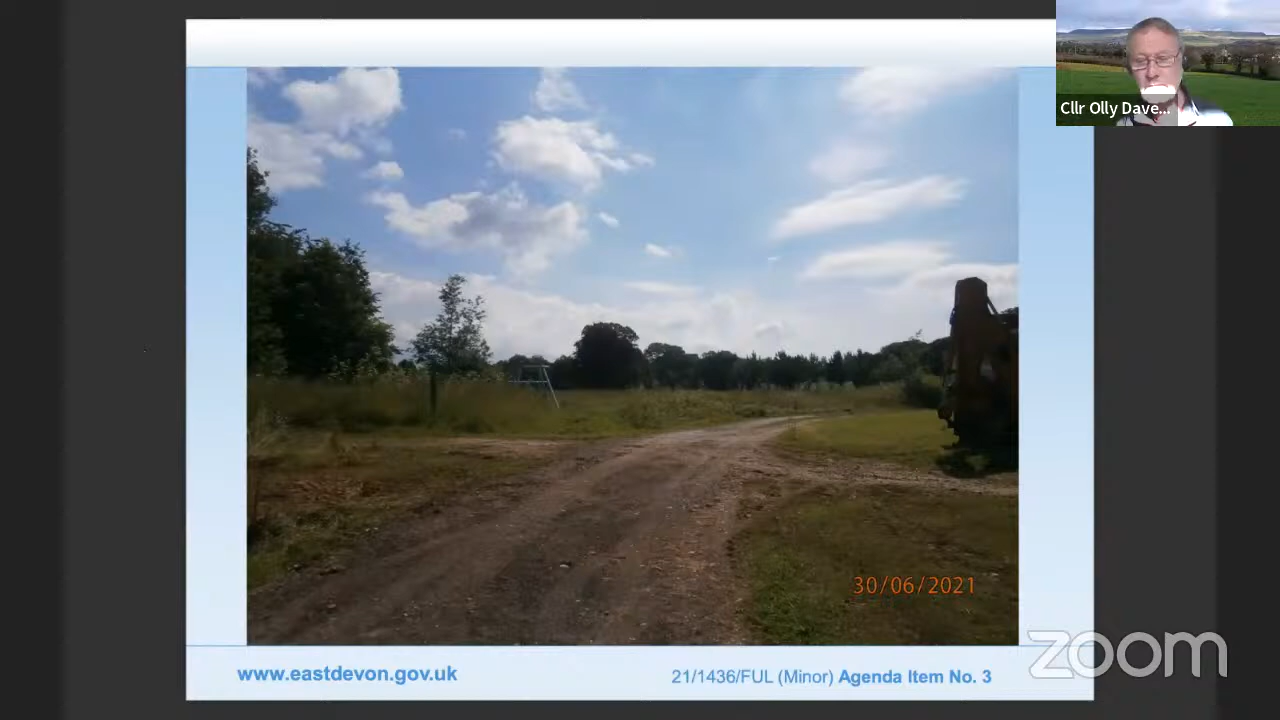 Cllr Olly Dave...
30/06/2021
www.eastdevon.gov.uk
21/1436/FUL (Minor) Agenda Item No. 3
zoom